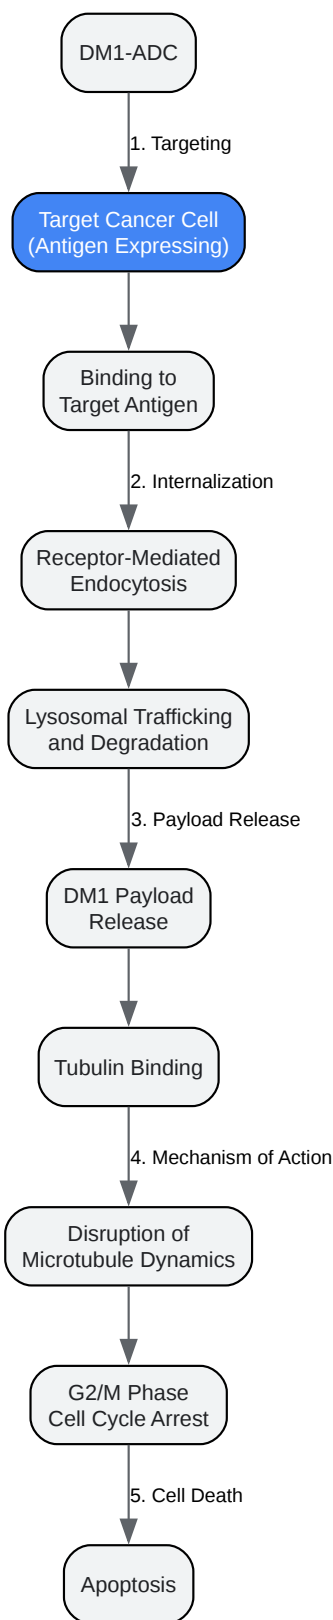 DM1-ADC
1. Targeting
Target Cancer Cell
(Antigen Expressing)
Binding to
Target Antigen
2. Internalization
Receptor-Mediated
Endocytosis
Lysosomal Trafficking
and Degradation
3. Payload Release
DM1 Payload
Release
Tubulin Binding
4. Mechanism of Action
Disruption of
Microtubule Dynamics
G2/M Phase
Cell Cycle Arrest
5. Cell Death
Apoptosis